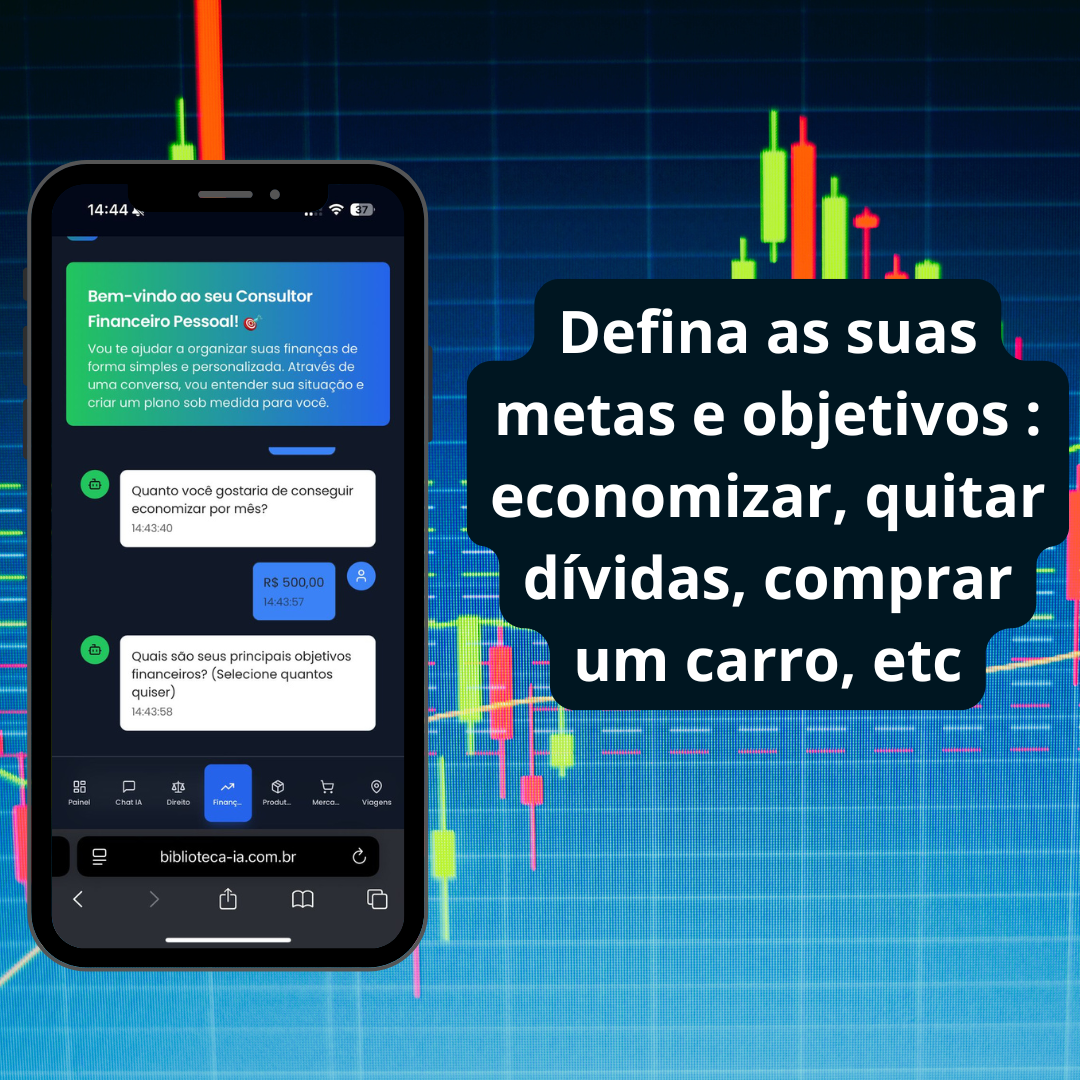 14:44
37
Bem-vindo ao seu Consultor
Financeiro Pessoal! 🎯
Vou te ajudar a organizar suas finanças de
forma simples e personalizada. Através de
uma conversa, vou entender sua situação e
criar um plano sob medida para você.
Quanto você gostaria de conseguir
economizar por mês?
14:43:40
R$ 500,00
14:43:57
Quais são seus principais objetivos
financeiros? (Selecione quantos
quiser)
14:43:58
Painel Chat IA Direito Finanç... Produt... Merca... Viagens
biblioteca-ia.com.br
Defina as suas
metas e objetivos :
economizar, quitar
dívidas, comprar
um carro, etc